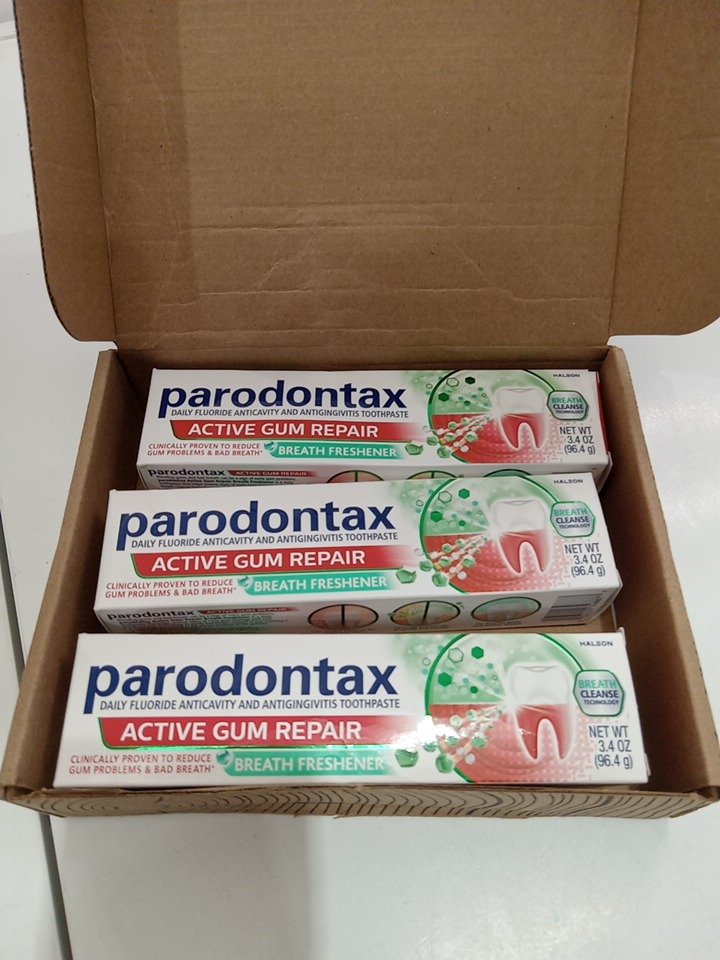 HALEON
parodontax
DAILY FLUORIDE ANTICAVITY AND ANTIGINGIVITIS TOOTHPASTE
ACTIVE GUM REPAIR
CLINICALLY PROVEN TO REDUCE
GUM PROBLEMS & BAD BREATH*
BREATH FRESHENER
BREATH
CLEANSE
TECHNOLOGY
NET WT
3.4 OZ
(96.4 g)
parodontax ACTIVE GUM REPAIR
HALEON
parodontax
DAILY FLUORIDE ANTICAVITY AND ANTIGINGIVITIS TOOTHPASTE
ACTIVE GUM REPAIR
CLINICALLY PROVEN TO REDUCE
GUM PROBLEMS & BAD BREATH*
BREATH FRESHENER
BREATH
CLEANSE
TECHNOLOGY
NET WT
3.4 OZ
(96.4 g)
parodontax ACTIVE GUM REPAIR
HALEON
parodontax
DAILY FLUORIDE ANTICAVITY AND ANTIGINGIVITIS TOOTHPASTE
ACTIVE GUM REPAIR
CLINICALLY PROVEN TO REDUCE
GUM PROBLEMS & BAD BREATH*
BREATH FRESHENER
BREATH
CLEANSE
TECHNOLOGY
NET WT
3.4 OZ
(96.4 g)